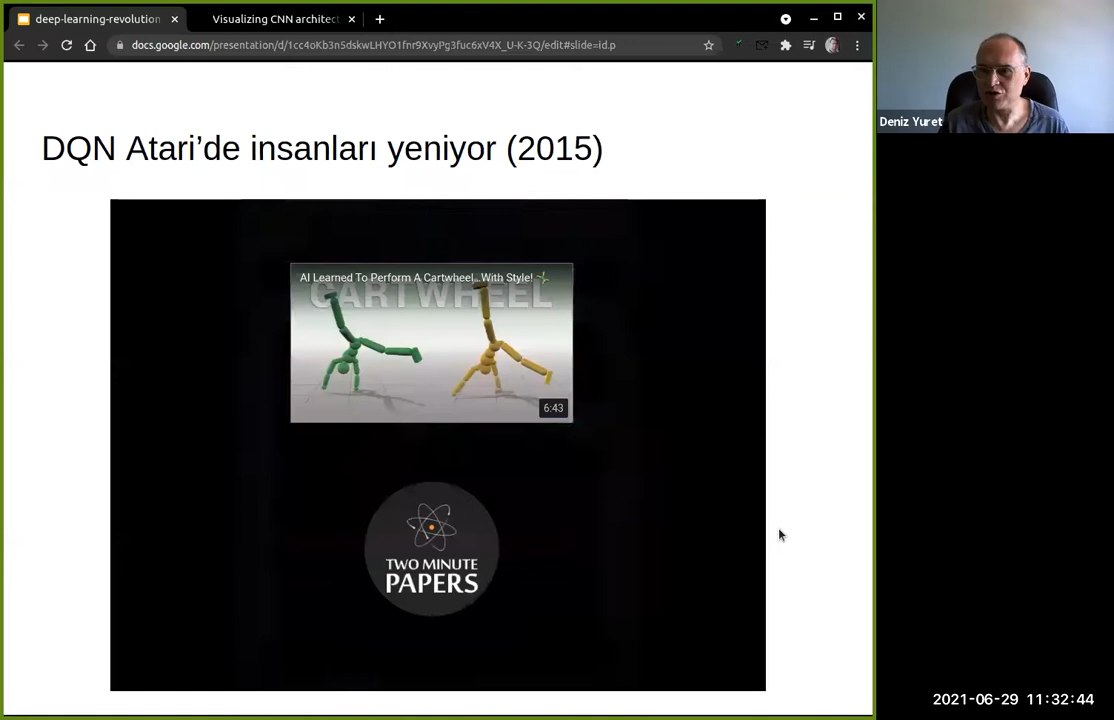 deep-learning-revolution
Visualizing CNN architect
docs.google.com/presentation/d/1cc4oKb3n5dskwLHYO1fnr9XvyPg3fuc6xV4X_U-K-3Q/edit#slide=id.p
Deniz Yuret
DQN Atari’de insanları yeniyor (2015)
AI Learned To Perform A Cartwheel...With Style!
CARTWHEEL
6:43
TWO MINUTE
PAPERS
2021-06-29 11:32:44